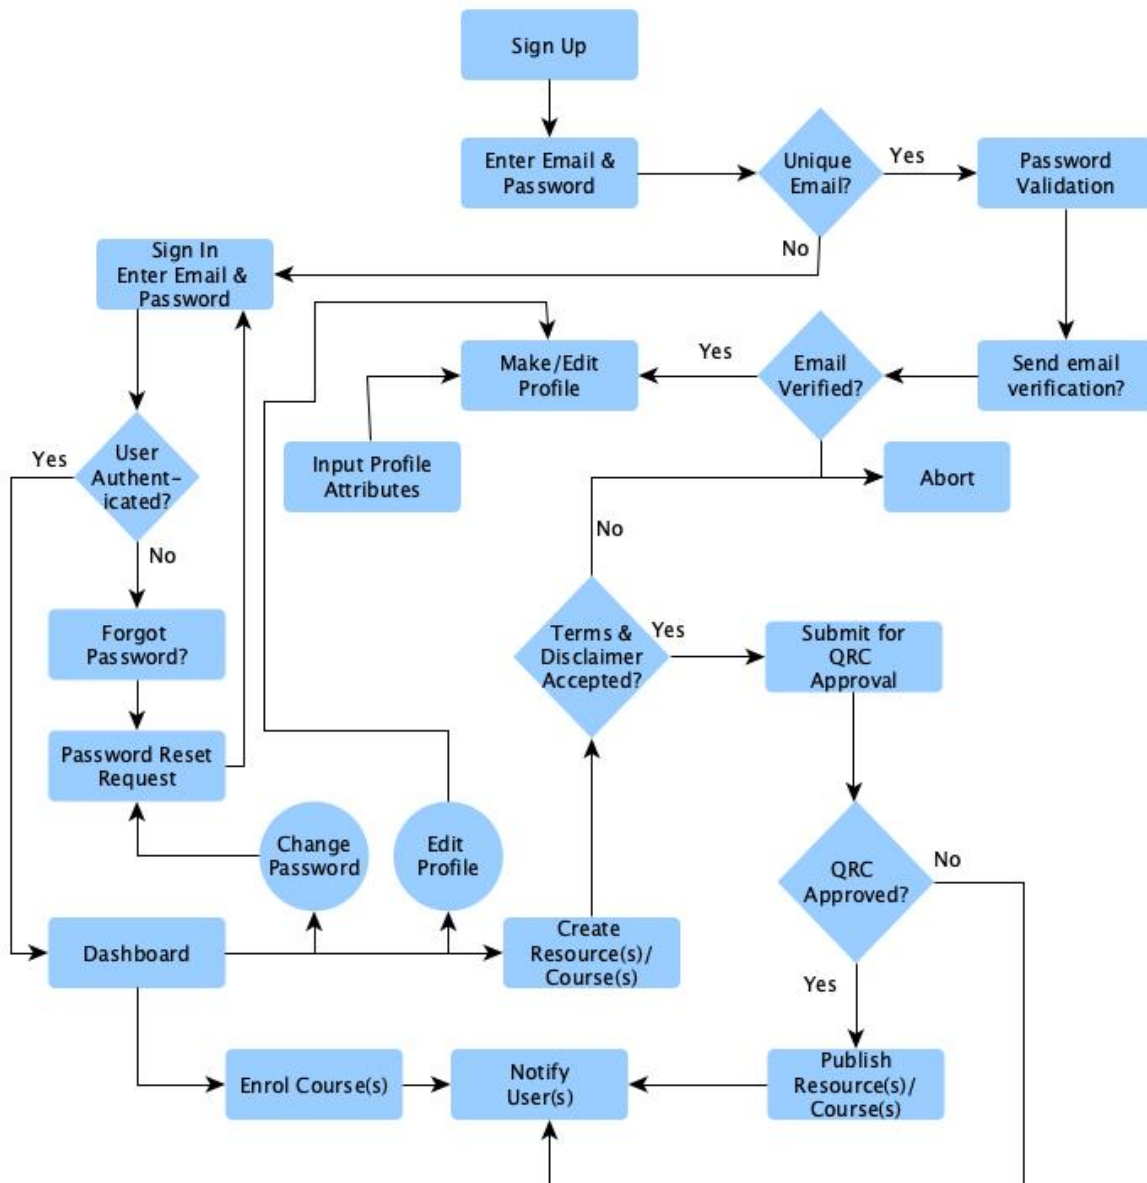 Sign Up
Enter Email &
Password
Unique
Email?
Yes
Password
Validation
No
Sign In
Enter Email &
Password
Make/Edit
Profile
Yes
Email
Verified?
Send email
verification?
Yes
User
Authent-
icated?
Input Profile
Attributes
Abort
No
No
Forgot
Password?
Terms &
Disclaimer
Accepted?
Yes
Submit for
QRC
Approval
Password Reset
Request
Change
Password
Edit
Profile
QRC
Approved?
No
Dashboard
Create
Resource(s)/
Course(s)
Yes
Enrol Course(s)
Notify
User(s)
Publish
Resource(s)/
Course(s)